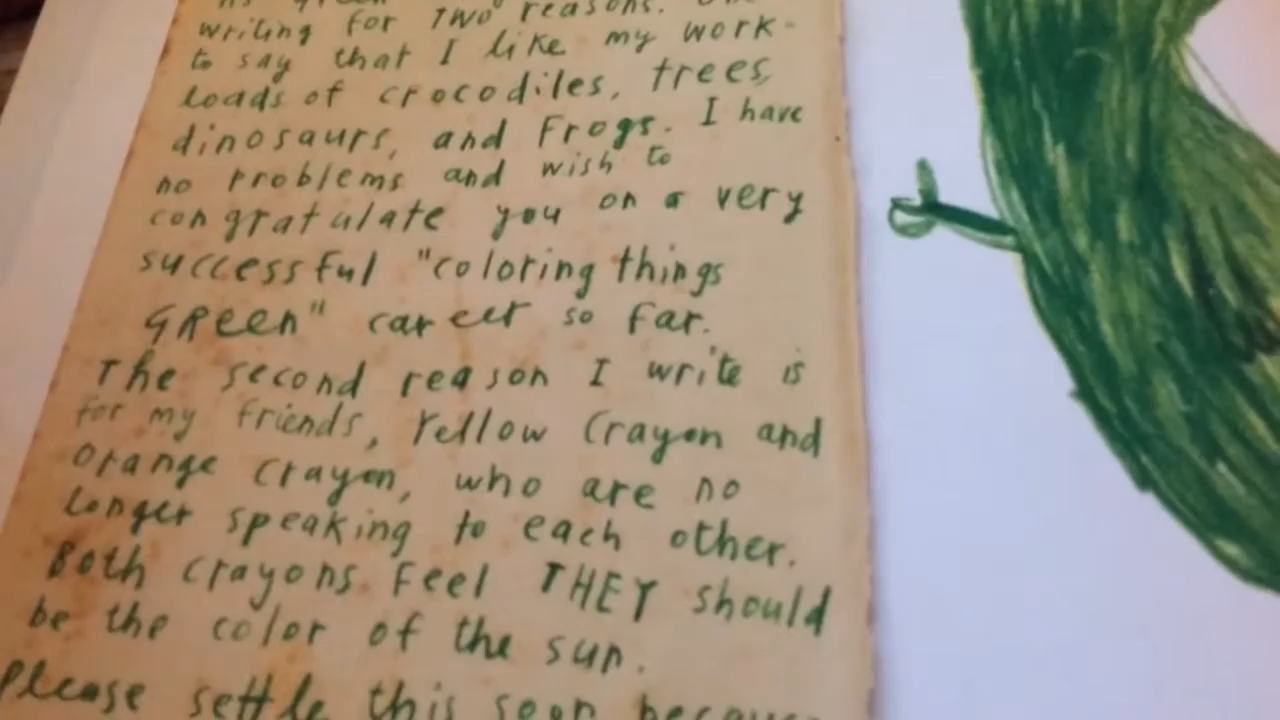 writing for TWO reasons.
to say that I like my work-
loads of crocodiles, trees,
dinosaurs, and Frogs. I have
no problems and wish to
congratulate you on a very
successful "coloring things
GReen" career so far.
The second reason I write is
for my friends, Yellow Crayon and
Orange Crayon, who are no
longer speaking to each other.
Both crayons Feel THEY should
be the color of the sun.
Please settle this soon because